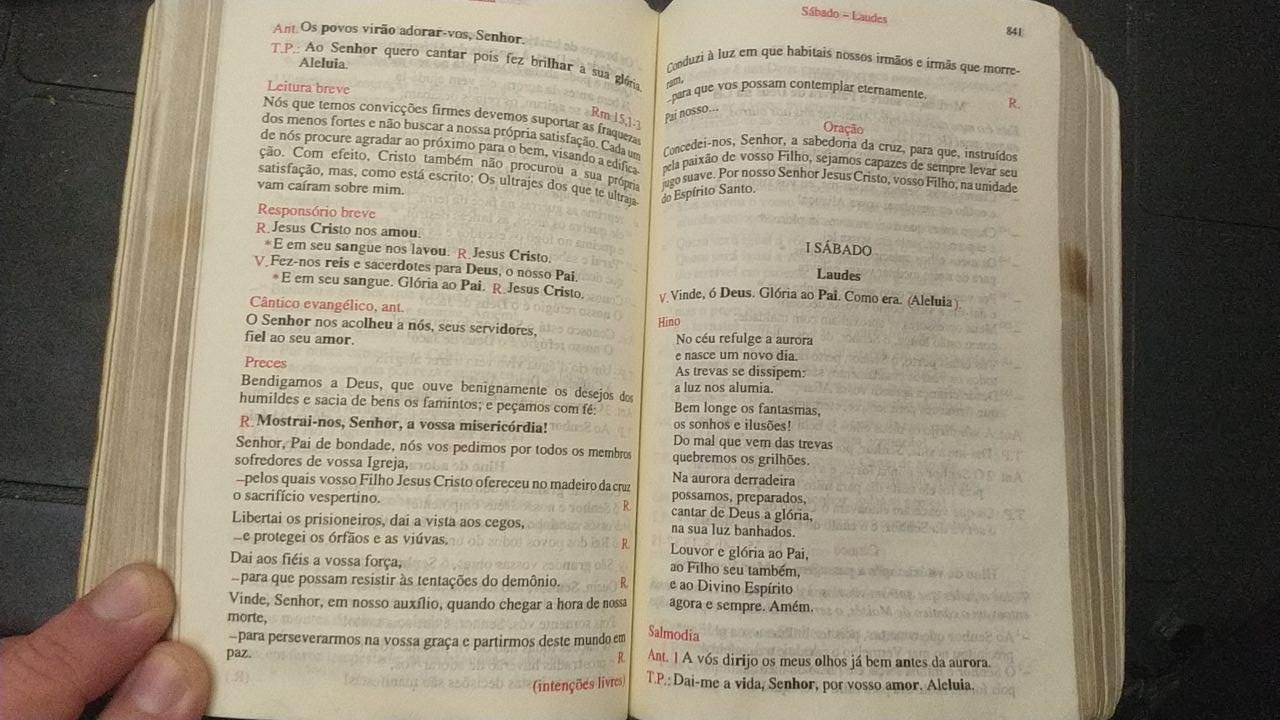 Ant. Os povos virão adorar-vos, Senhor.
T.P.: Ao Senhor quero cantar pois fez brilhar a sua glória.
Aleluia.
Leitura breve
Rm 15,1-3
Nós que temos convicções firmes devemos suportar as fraquezas
dos menos fortes e não buscar a nossa própria satisfação. Cada um
de nós procure agradar ao próximo para o bem, visando a edifica-
ção. Com efeito, Cristo também não procurou a sua própria
satisfação, mas, como está escrito: Os ultrajes dos que te ultraja-
vam caíram sobre mim.
Responsório breve
R. Jesus Cristo nos amou.
*E em seu sangue nos lavou. R. Jesus Cristo.
V. Fez-nos reis e sacerdotes para Deus, o nosso Pai.
*E em seu sangue. Glória ao Pai. R. Jesus Cristo.
Cântico evangélico, ant.
O Senhor nos acolheu a nós, seus servidores,
fiel ao seu amor.
Preces
Bendigamos a Deus, que ouve benignamente os desejos dos
humildes e sacia de bens os famintos; e peçamos com fé:
R. Mostrai-nos, Senhor, a vossa misericórdia!
Senhor, Pai de bondade, nós vos pedimos por todos os membros
sofredores de vossa Igreja,
–pelos quais vosso Filho Jesus Cristo ofereceu no madeiro da cruz
o sacrifício vespertino. R.
Libertai os prisioneiros, dai a vista aos cegos,
–e protegei os órfãos e as viúvas. R.
Dai aos fiéis a vossa força,
–para que possam resistir às tentações do demônio. R.
Vinde, Senhor, em nosso auxílio, quando chegar a hora de nossa
morte,
–para perseverarmos na vossa graça e partirmos deste mundo em
paz. R.
(intenções livres)
Sábado – Laudes
841
Conduzi à luz em que habitais nossos irmãos e irmãs que morre-
ram,
–para que vos possam contemplar eternamente. R.
Pai nosso...
Oração
Concedei-nos, Senhor, a sabedoria da cruz, para que, instruídos
pela paixão de vosso Filho, sejamos capazes de sempre levar seu
jugo suave. Por nosso Senhor Jesus Cristo, vosso Filho, na unidade
do Espírito Santo.
I SÁBADO
Laudes
V. Vinde, ó Deus. Glória ao Pai. Como era. (Aleluia).
Hino
No céu refulge a aurora
e nasce um novo dia.
As trevas se dissipem:
a luz nos alumia.
Bem longe os fantasmas,
os sonhos e ilusões!
Do mal que vem das trevas
quebremos os grilhões.
Na aurora derradeira
possamos, preparados,
cantar de Deus a glória,
na sua luz banhados.
Louvor e glória ao Pai,
ao Filho seu também,
e ao Divino Espírito
agora e sempre. Amém.
Salmodia
Ant. 1 A vós dirijo os meus olhos já bem antes da aurora.
T.P.: Dai-me a vida, Senhor, por vosso amor. Aleluia.